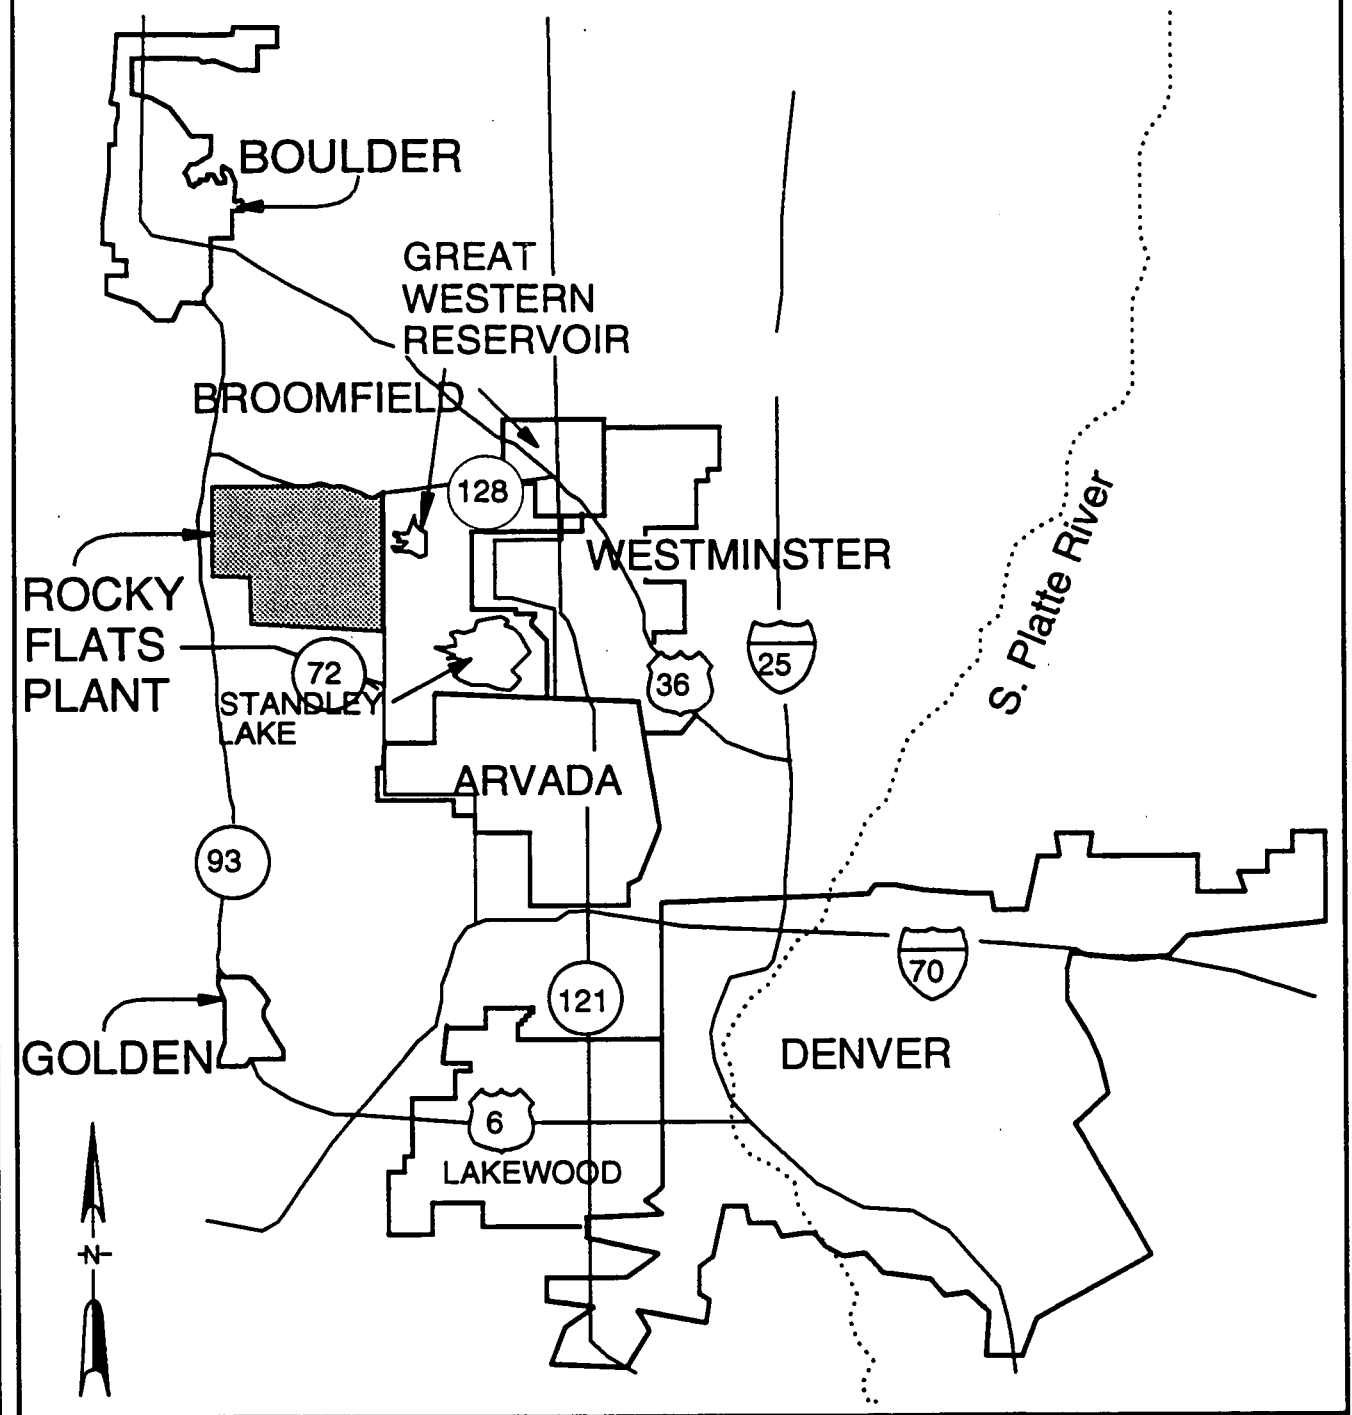 BOULDER
GREAT
WESTERN
RESERVOIR
BROOMFIELD
128
WESTMINSTER
ROCKY
FLATS
PLANT
72
STANDLEY
LAKE
36
25
S. Platte River
ARVADA
93
70
121
GOLDEN
DENVER
6
LAKEWOOD
N